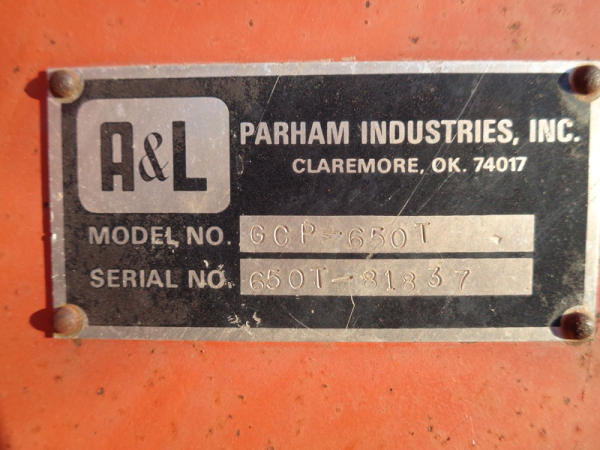 A&L
PARHAM INDUSTRIES, INC.
CLAREMORE, OK. 74017
MODEL NO. GCP-650T
SERIAL NO. 650T-81837